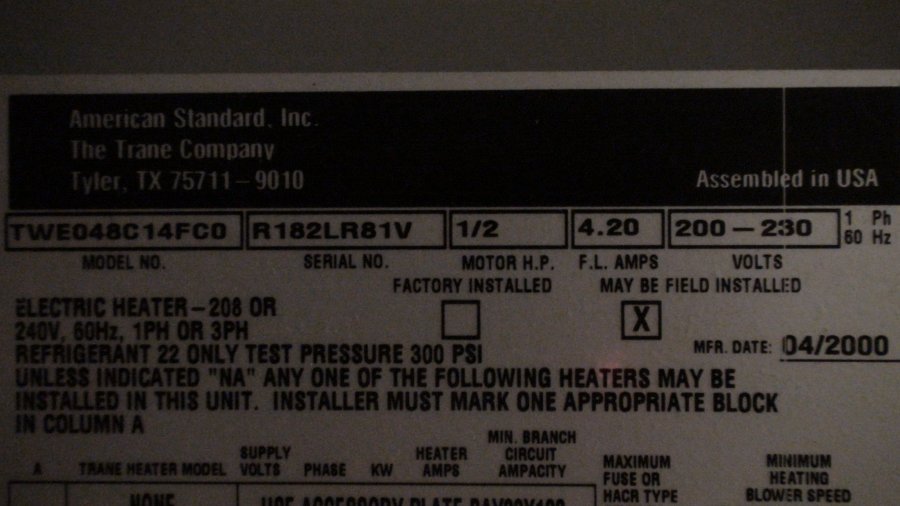 American Standard, Inc.
The Trane Company
Tyler, TX 75711-9010
Assembled in USA
TWE048C14FC0 R182LR81V 1/2 4.20 200-230 1 Ph
60 Hz
MODEL NO. SERIAL NO. MOTOR H.P. F.L. AMPS VOLTS
FACTORY INSTALLED MAY BE FIELD INSTALLED
X
ELECTRIC HEATER-208 OR
240V, 60Hz, 1PH OR 3PH
REFRIGERANT 22 ONLY TEST PRESSURE 300 PSI
MFR. DATE: 04/2000
UNLESS INDICATED "NA" ANY ONE OF THE FOLLOWING HEATERS MAY BE
INSTALLED IN THIS UNIT. INSTALLER MUST MARK ONE APPROPRIATE BLOCK
IN COLUMN A
A TRANE HEATER MODEL SUPPLY VOLTS PHASE KW HEATER AMPS MIN. BRANCH CIRCUIT AMPACITY
MAXIMUM FUSE OR HACR TYPE MINIMUM HEATING BLOWER SPEED
NONE USE ACCESSORY PLATE